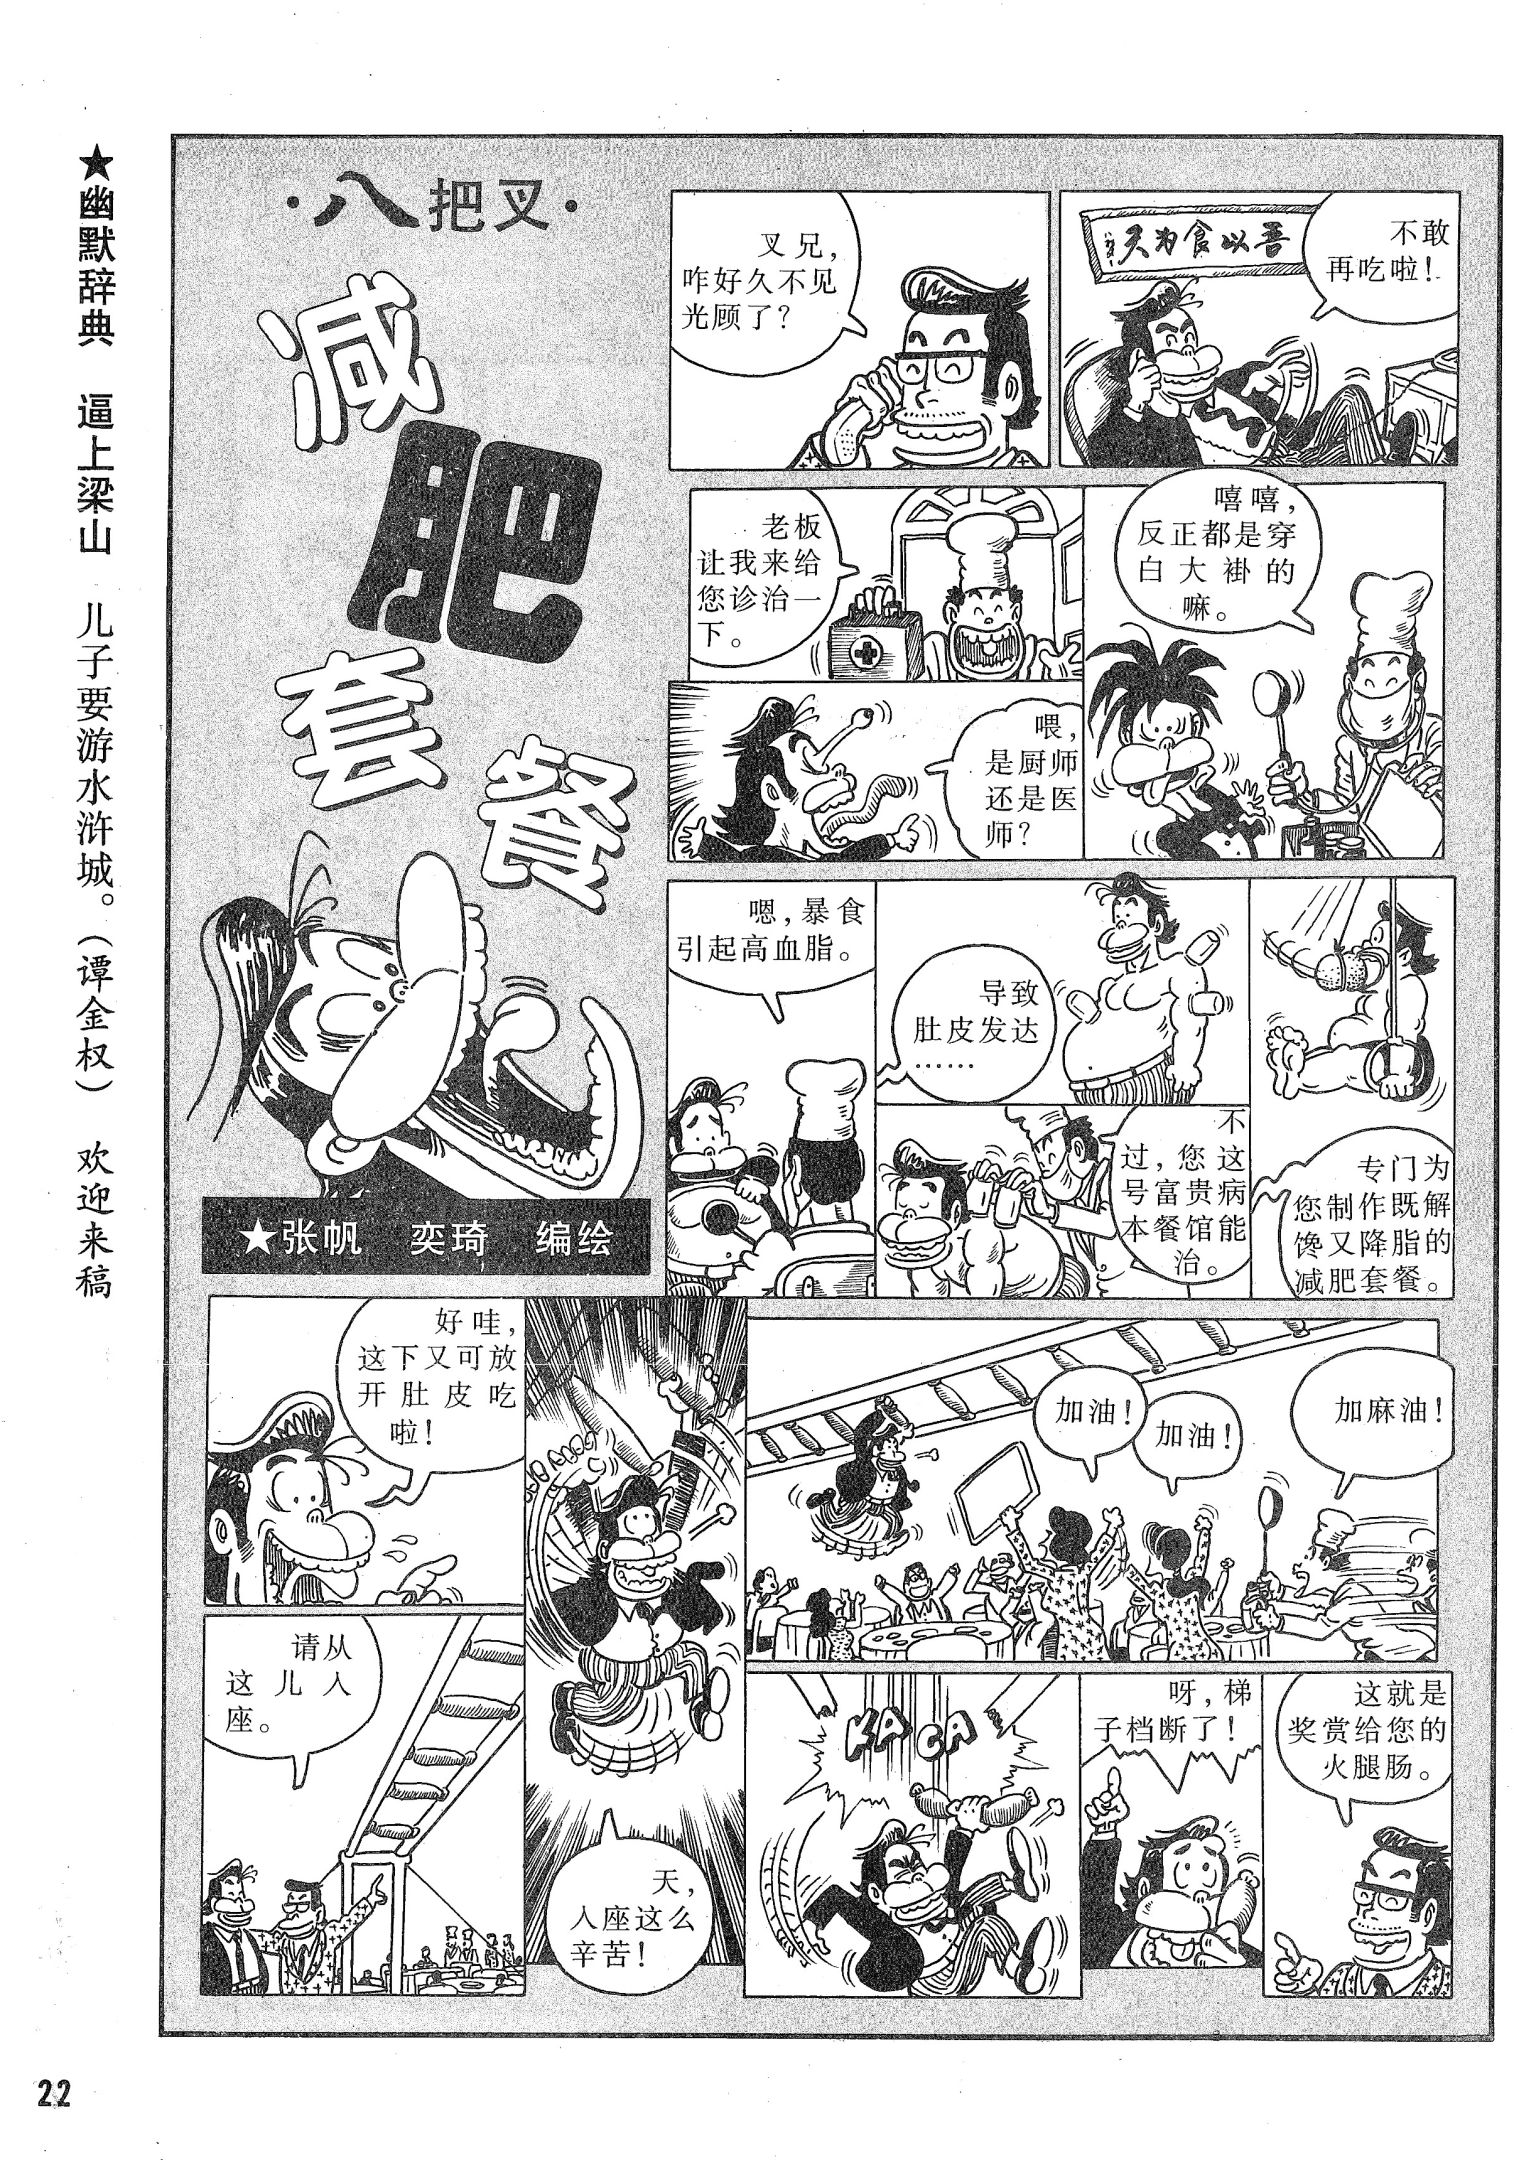 ★幽默辞典 逼上梁山 儿子要游水浒城。（谭金权） 欢迎来稿
·八把叉·
减肥套餐
★张帆 奕琦 编绘
叉兄，
咋好久不见
光顾了？
吾以食为天
不敢
再吃啦！
老板
让我来给
您诊治一
下。
喂，
是厨师
还是医
师？
嘻嘻，
反正都是穿
白大褂的
嘛。
嗯，暴食
引起高血脂。
导致
肚皮发达
……
不
过，您这
号富贵病
本餐馆能
治。
专门为
您制作既解
馋又降脂的
减肥套餐。
好哇，
这下又可放
开肚皮吃
啦！
请从
这儿入
座。
天，
入座这么
辛苦！
加油！
加油！
加麻油！
KA CA
呀，梯
子档断了！
这就是
奖赏给您的
火腿肠。
22